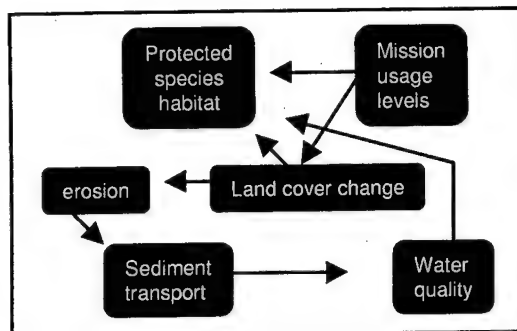 Protected
species
habitat
Mission
usage
levels
erosion
Land cover change
Sediment
transport
Water
quality